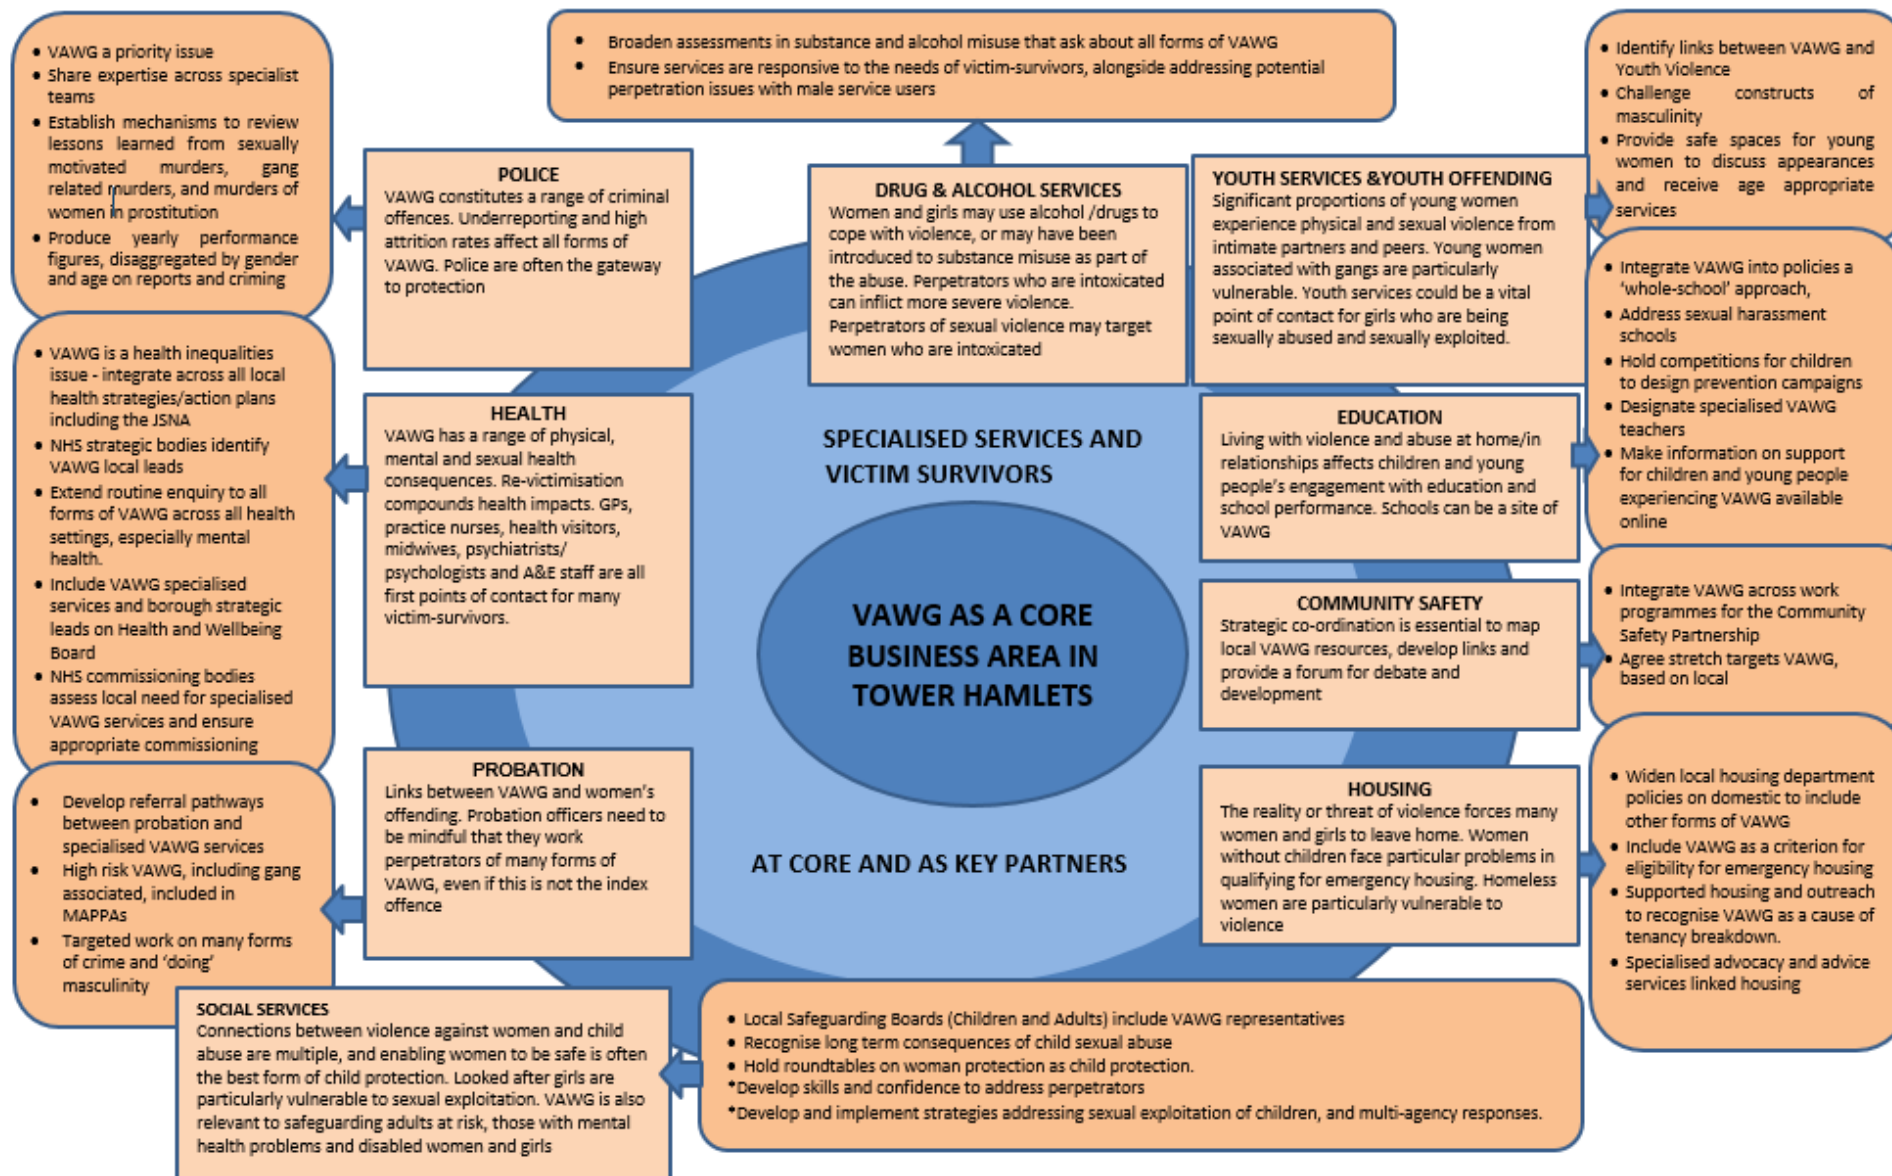 • VAWG a priority issue
• Share expertise across specialist
teams
• Establish mechanisms to review
lessons learned from sexually
motivated murders, gang
related murders, and murders of
women in prostitution
• Produce yearly performance
figures, disaggregated by gender
and age on reports and criming
• Broaden assessments in substance and alcohol misuse that ask about all forms of VAWG
• Ensure services are responsive to the needs of victim-survivors, alongside addressing potential
perpetration issues with male service users
• Identify links between VAWG and
Youth Violence
• Challenge constructs of
masculinity
• Provide safe spaces for young
women to discuss appearances
and receive age appropriate
services
POLICE
VAWG constitutes a range of criminal
offences. Underreporting and high
attrition rates affect all forms of
VAWG. Police are often the gateway
to protection
DRUG & ALCOHOL SERVICES
Women and girls may use alcohol /drugs to
cope with violence, or may have been
introduced to substance misuse as part of
the abuse. Perpetrators who are intoxicated
can inflict more severe violence.
Perpetrators of sexual violence may target
women who are intoxicated
YOUTH SERVICES &YOUTH OFFENDING
Significant proportions of young women
experience physical and sexual violence from
intimate partners and peers. Young women
associated with gangs are particularly
vulnerable. Youth services could be a vital
point of contact for girls who are being
sexually abused and sexually exploited.
• Integrate VAWG into policies a
‘whole-school’ approach,
• Address sexual harassment
schools
• Hold competitions for children
to design prevention campaigns
• Designate specialised VAWG
teachers
• Make information on support
for children and young people
experiencing VAWG available
online
• VAWG is a health inequalities
issue - integrate across all local
health strategies/action plans
including the JSNA
• NHS strategic bodies identify
VAWG local leads
• Extend routine enquiry to all
forms of VAWG across all health
settings, especially mental
health.
• Include VAWG specialised
services and borough strategic
leads on Health and Wellbeing
Board
• NHS commissioning bodies
assess local need for specialised
VAWG services and ensure
appropriate commissioning
HEALTH
VAWG has a range of physical,
mental and sexual health
consequences. Re-victimisation
compounds health impacts. GPs,
practice nurses, health visitors,
midwives, psychiatrists/
psychologists and A&E staff are all
first points of contact for many
victim-survivors.
SPECIALISED SERVICES AND
VICTIM SURVIVORS
VAWG AS A CORE
BUSINESS AREA IN
TOWER HAMLETS
AT CORE AND AS KEY PARTNERS
EDUCATION
Living with violence and abuse at home/in
relationships affects children and young
people’s engagement with education and
school performance. Schools can be a site of
VAWG
COMMUNITY SAFETY
Strategic co-ordination is essential to map
local VAWG resources, develop links and
provide a forum for debate and
development
• Integrate VAWG across work
programmes for the Community
Safety Partnership
• Agree stretch targets VAWG,
based on local
PROBATION
Links between VAWG and women’s
offending. Probation officers need to
be mindful that they work
perpetrators of many forms of
VAWG, even if this is not the index
offence
• Develop referral pathways
between probation and
specialised VAWG services
• High risk VAWG, including gang
associated, included in
MAPPAs
• Targeted work on many forms
of crime and ‘doing’
masculinity
HOUSING
The reality or threat of violence forces many
women and girls to leave home. Women
without children face particular problems in
qualifying for emergency housing. Homeless
women are particularly vulnerable to
violence
• Widen local housing department
policies on domestic to include
other forms of VAWG
• Include VAWG as a criterion for
eligibility for emergency housing
• Supported housing and outreach
to recognise VAWG as a cause of
tenancy breakdown.
• Specialised advocacy and advice
services linked housing
SOCIAL SERVICES
Connections between violence against women and child
abuse are multiple, and enabling women to be safe is often
the best form of child protection. Looked after girls are
particularly vulnerable to sexual exploitation. VAWG is also
relevant to safeguarding adults at risk, those with mental
health problems and disabled women and girls
• Local Safeguarding Boards (Children and Adults) include VAWG representatives
• Recognise long term consequences of child sexual abuse
• Hold roundtables on woman protection as child protection.
*Develop skills and confidence to address perpetrators
*Develop and implement strategies addressing sexual exploitation of children, and multi-agency responses.